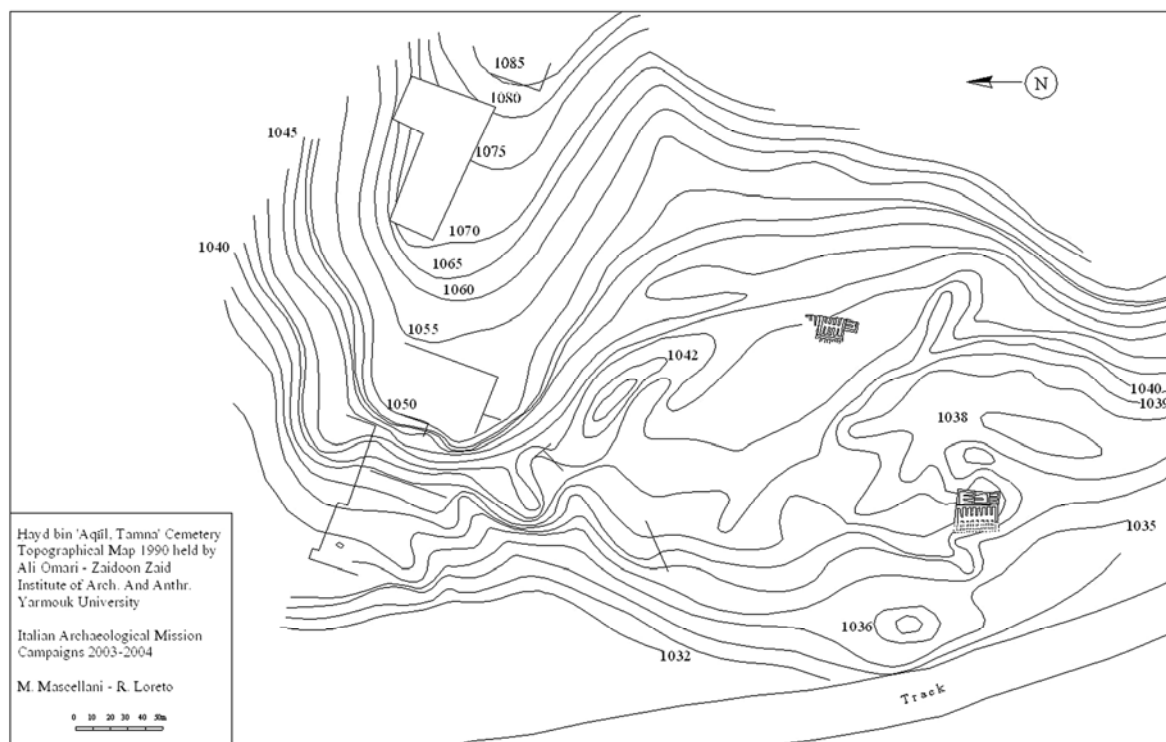 1085
1080
N
1045
1075
1070
1040
1065
1060
1055
1042
1050
1040
1039
1038
1035
1036
1032
Track
Hayd bin 'Aqīl, Tamna' Cemetery
Topographical Map 1990 held by
Ali Omari - Zaidoon Zaid
Institute of Arch. And Anthr.
Yarmouk University
Italian Archaeological Mission
Campaigns 2003-2004
M. Mascellani - R. Loreto
0 10 20 30 40 50m